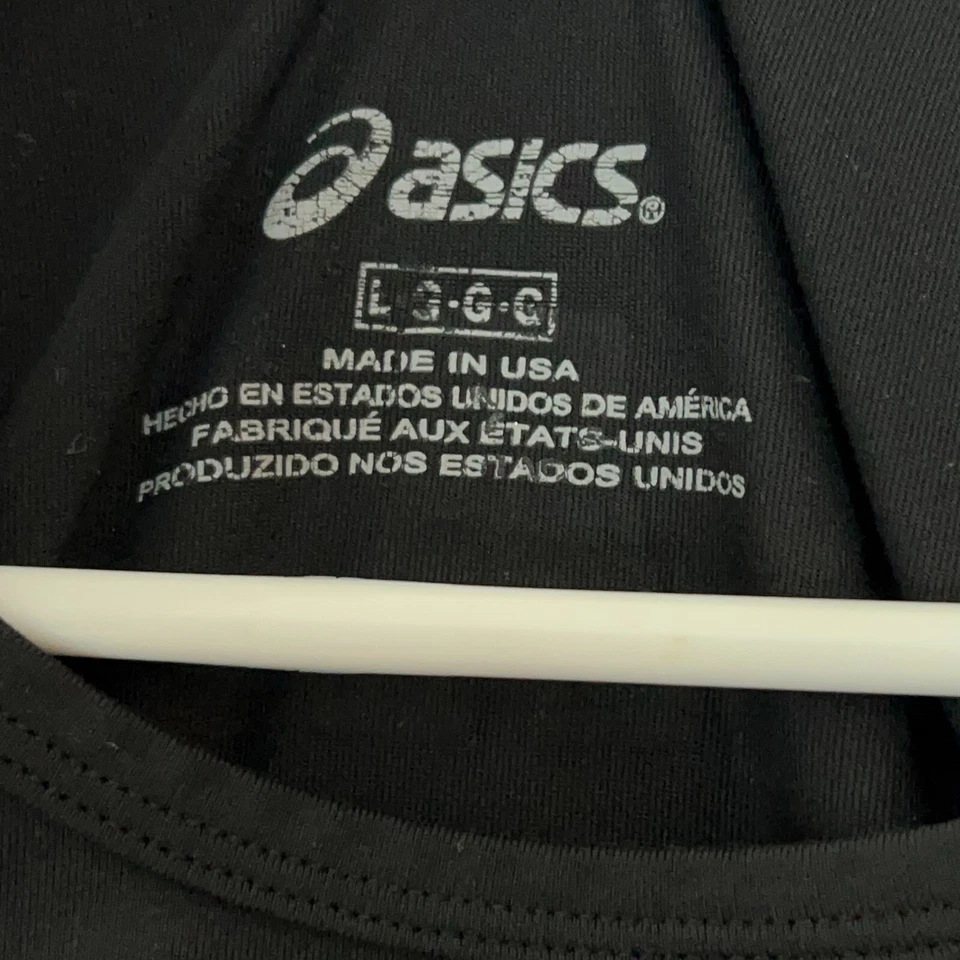 asics®
L G·G·G
MADE IN USA
HECHO EN ESTADOS UNIDOS DE AMÉRICA
FABRIQUÉ AUX ÉTATS-UNIS
PRODUZIDO NOS ESTADOS UNIDOS